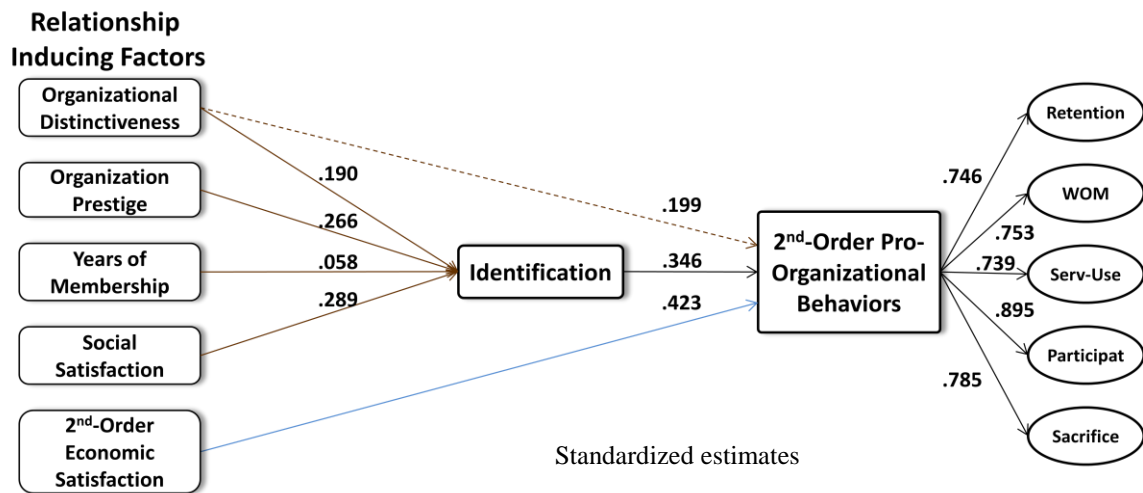 Relationship
Inducing Factors
Organizational
Distinctiveness
Organization
Prestige
Years of
Membership
Social
Satisfaction
2nd-Order
Economic
Satisfaction
.190
.266
.058
.289
Identification
.199
.346
.423
2nd-Order Pro-
Organizational
Behaviors
.746
.753
.739
.895
.785
Retention
WOM
Serv-Use
Participat
Sacrifice
Standardized estimates